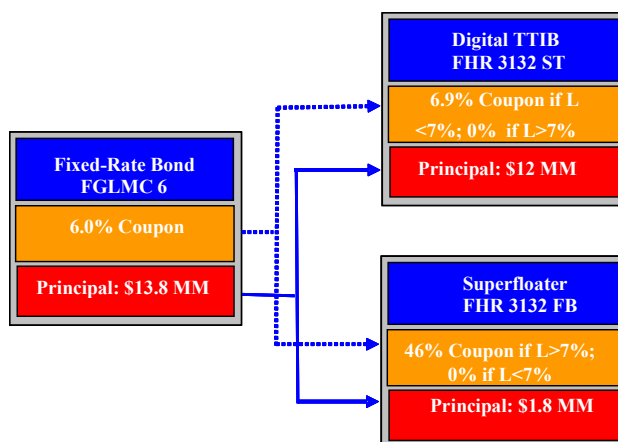 Digital TTIB
FHR 3132 ST
6.9% Coupon if L
<7%; 0% if L>7%
Principal: $12 MM
Fixed-Rate Bond
FGLMC 6
6.0% Coupon
Principal: $13.8 MM
Superfloater
FHR 3132 FB
46% Coupon if L>7%;
0% if L<7%
Principal: $1.8 MM